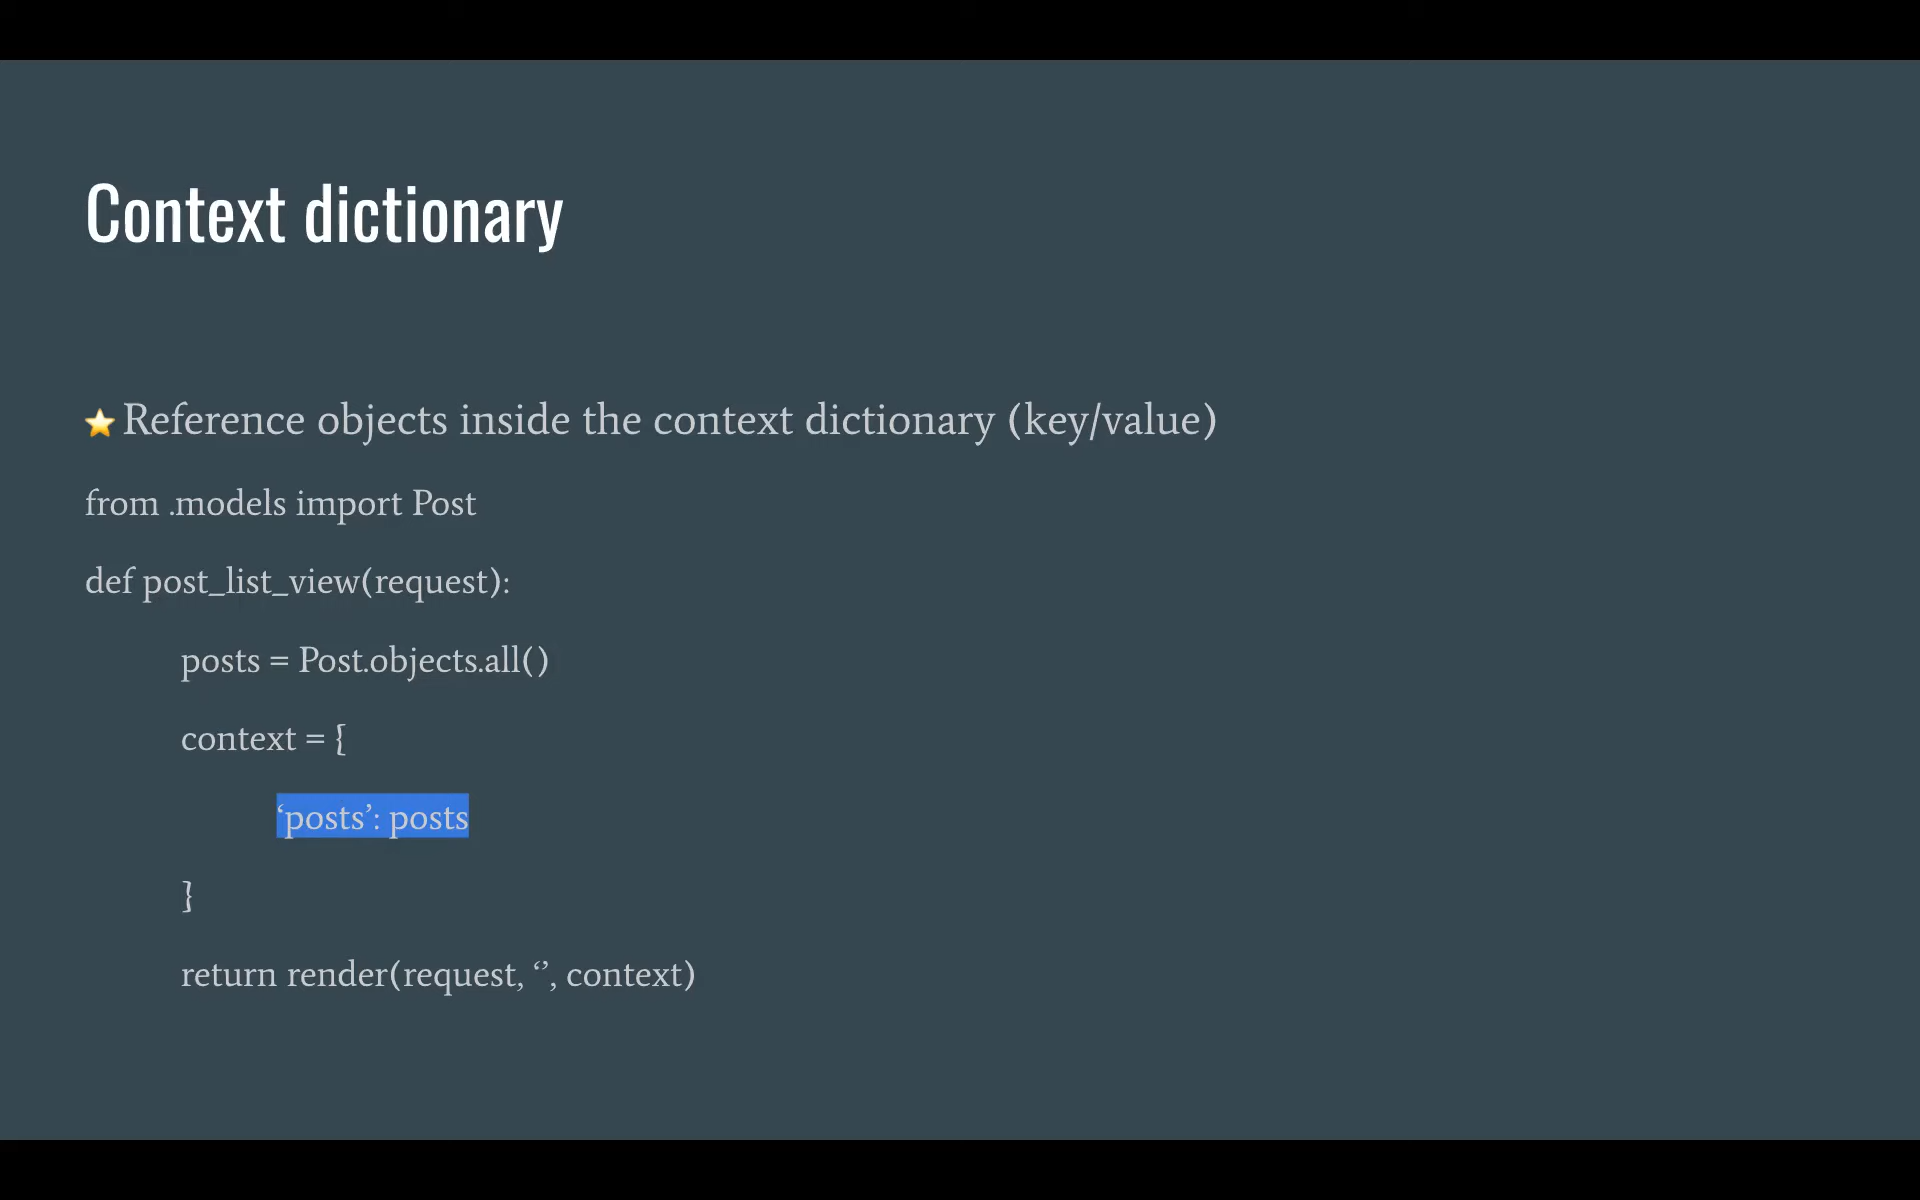 Context dictionary
⭐Reference objects inside the context dictionary (key/value)
from .models import Post
def post_list_view(request):
posts = Post.objects.all()
context = {
‘posts’: posts
}
return render(request, ‘’, context)